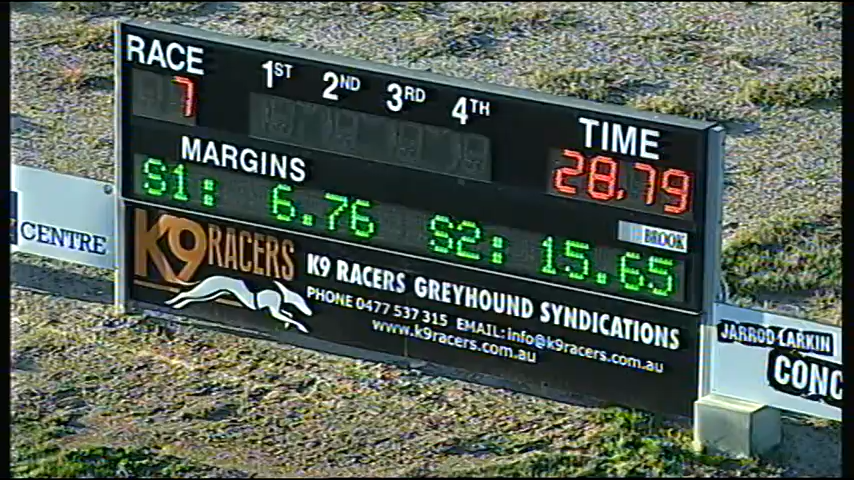 RACE 1ST 2ND 3RD 4TH TIME
7 28.79
MARGINS
S1: 6.76 S2: 15.65
BROOK
K9 RACERS
K9 RACERS GREYHOUND SYNDICATIONS
PHONE 0477 537 315 EMAIL: info@k9racers.com.au
www.k9racers.com.au
CENTRE
JARROD LARKIN
CONC